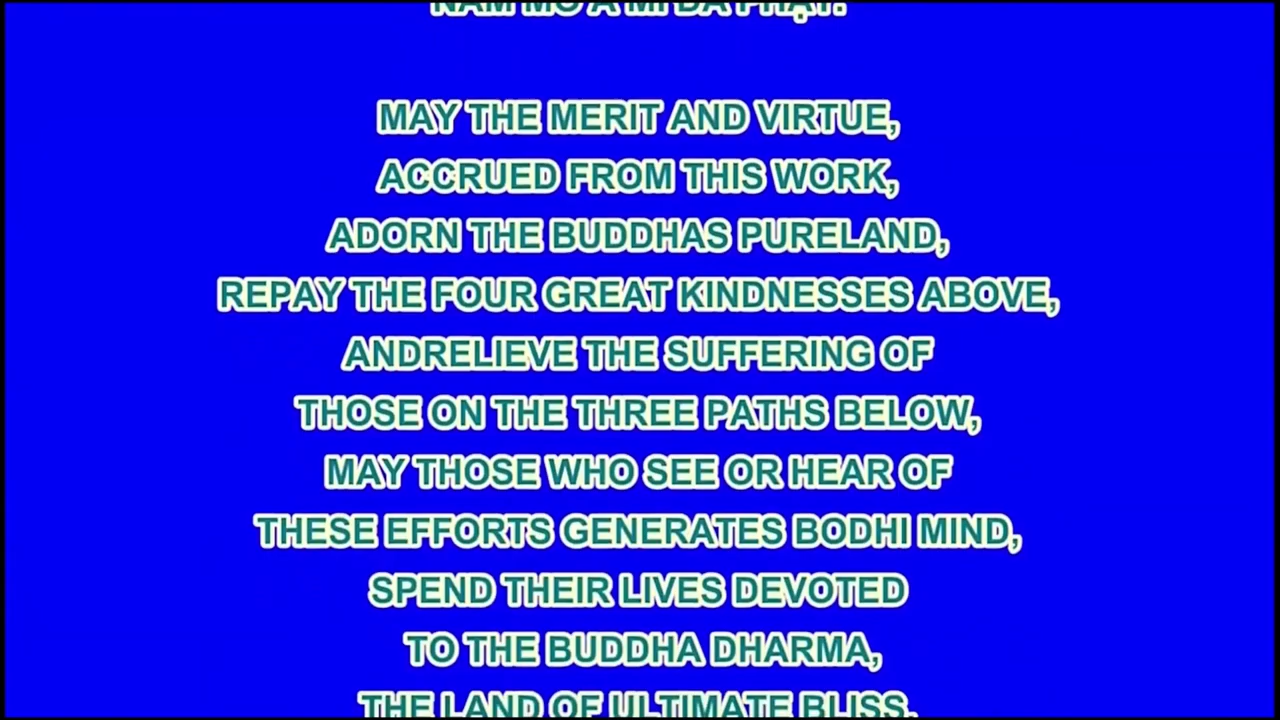 NAM MÔ A MI ĐÀ PHẬT!
MAY THE MERIT AND VIRTUE,
ACCRUED FROM THIS WORK,
ADORN THE BUDDHAS PURELAND,
REPAY THE FOUR GREAT KINDNESSES ABOVE,
ANDRELIEVE THE SUFFERING OF
THOSE ON THE THREE PATHS BELOW,
MAY THOSE WHO SEE OR HEAR OF
THESE EFFORTS GENERATES BODHI MIND,
SPEND THEIR LIVES DEVOTED
TO THE BUDDHA DHARMA,
THE LAND OF ULTIMATE BLISS.